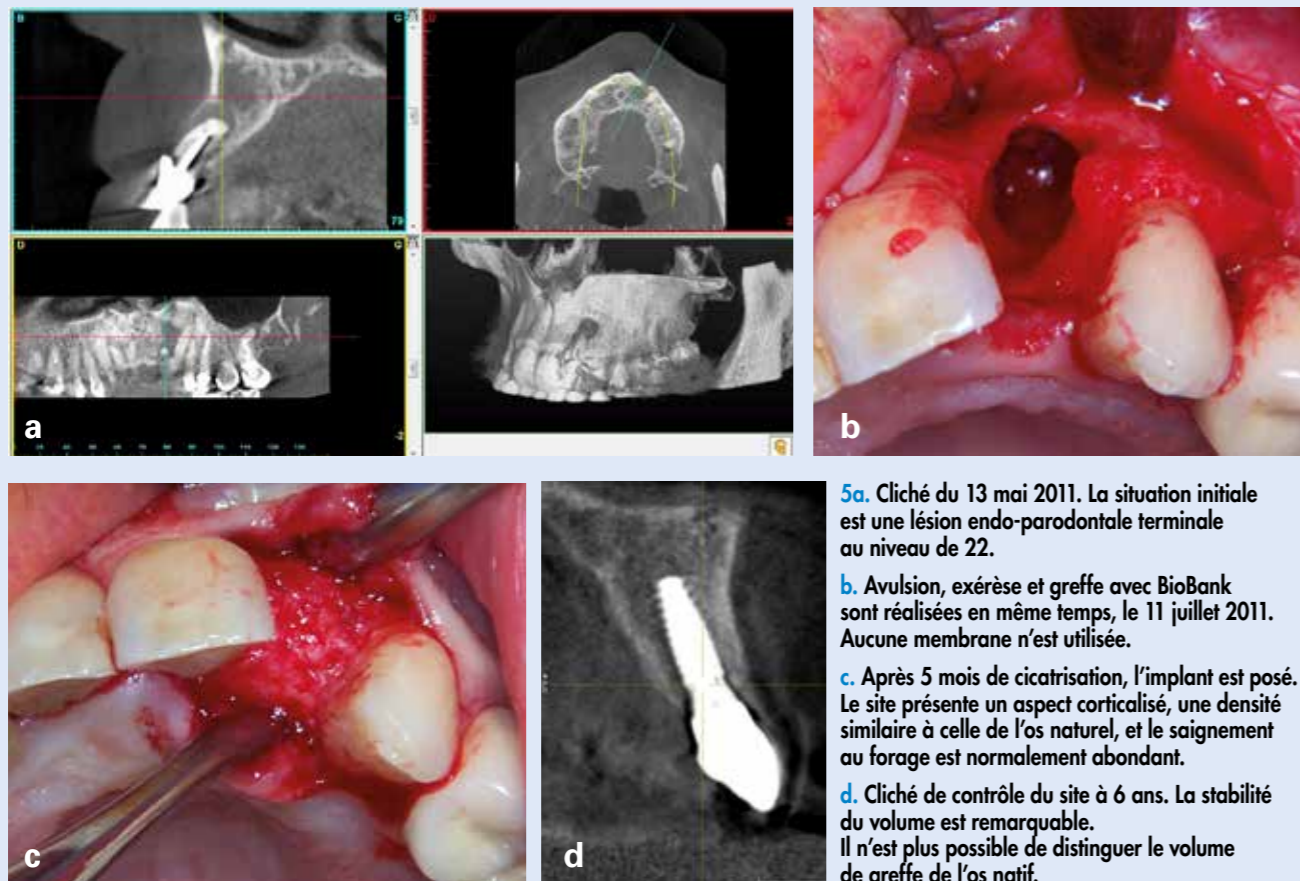 B
G
79
D
G
-2
a
b
c
d
5a. Cliché du 13 mai 2011. La situation initiale
est une lésion endo-parodontale terminale
au niveau de 22.
b. Avulsion, exérèse et greffe avec BioBank
sont réalisées en même temps, le 11 juillet 2011.
Aucune membrane n’est utilisée.
c. Après 5 mois de cicatrisation, l’implant est posé.
Le site présente un aspect corticalisé, une densité
similaire à celle de l’os naturel, et le saignement
au forage est normalement abondant.
d. Cliché de contrôle du site à 6 ans. La stabilité
du volume est remarquable.
Il n’est plus possible de distinguer le volume
de greffe de l’os natif.